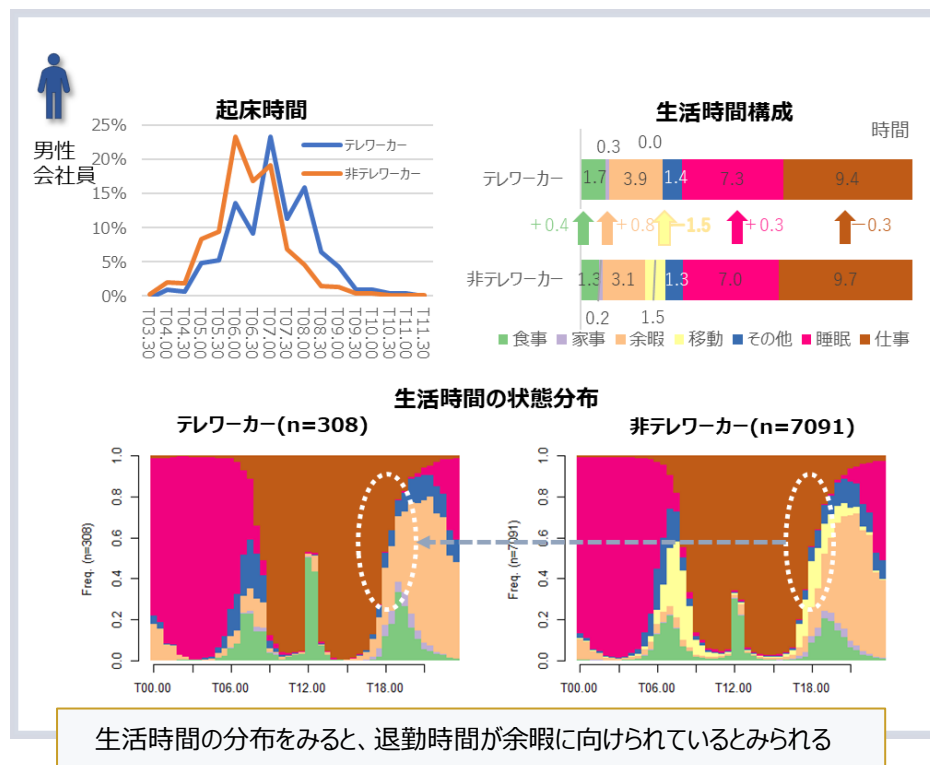 男性
会社員
起床時間
25%
20%
15%
10%
5%
0%
テレワーカー
非テレワーカー
T03.30
T04.00
T04.30
T05.00
T05.30
T06.00
T06.30
T07.00
T07.30
T08.00
T08.30
T09.00
T09.30
T10.00
T10.30
T11.00
T11.30
生活時間構成
時間
0.3
0.0
テレワーカー
1.7
3.9
1.4
7.3
9.4
+0.4
+0.8
-1.5
+0.3
-0.3
非テレワーカー
1.3
3.1
1.3
7.0
9.7
0.2
1.5
食事
家事
余暇
移動
その他
睡眠
仕事
生活時間の状態分布
テレワーカー(n=308)
Freq. (n=308)
1.0
0.8
0.6
0.4
0.2
0.0
T00.00
T06.00
T12.00
T18.00
非テレワーカー(n=7091)
Freq. (n=7091)
1.0
0.8
0.6
0.4
0.2
0.0
T00.00
T06.00
T12.00
T18.00
生活時間の分布をみると、退勤時間が余暇に向けられているとみられる